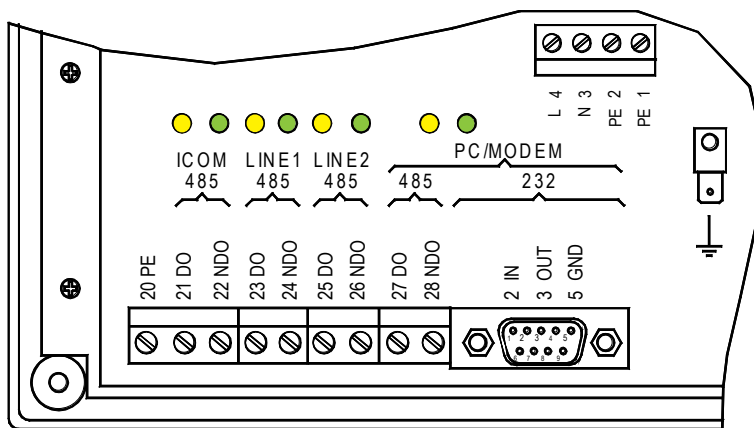 L 4
N 3
PE 2
PE 1
ICOM LINE1 LINE2 PC/MODEM
485 485 485 485 232
20 PE
21 DO
22 NDO
23 DO
24 NDO
25 DO
26 NDO
27 DO
28 NDO
2 IN
3 OUT
5 GND
1 2 3 4 5
6 7 8 9